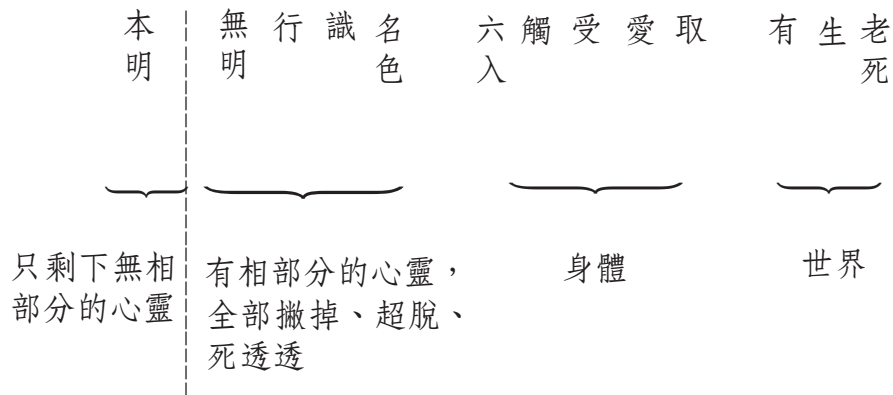 本明 無明 行 識 名色 六入 觸 受 愛 取 有 生 老死
只剩下無相
部分的心靈
有相部分的心靈，
全部撇掉、超脫、
死透透
身體
世界